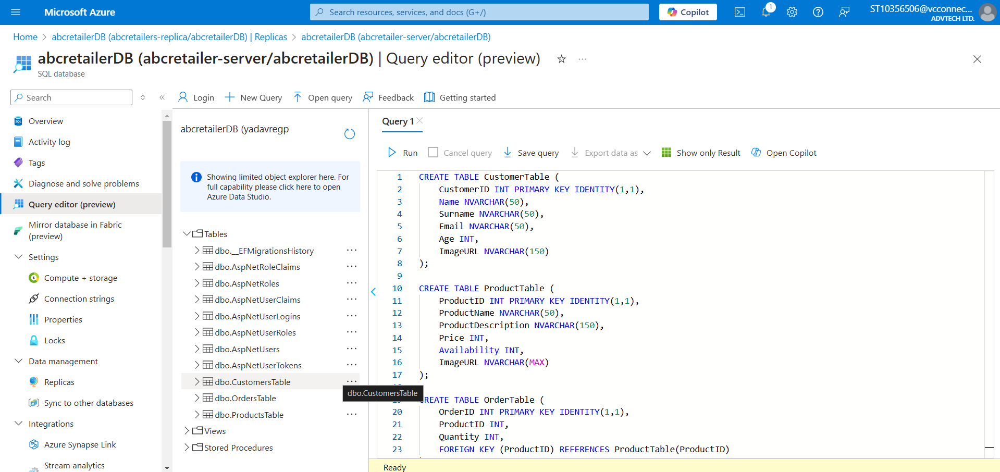 Microsoft Azure
Search resources, services, and docs (G+/)
Copilot
1
ST10356506@vcconnec...
ADVTECH LTD.
Home > abcretailerDB (abcretailers-replica/abcretailerDB) | Replicas > abcretailerDB (abcretailer-server/abcretailerDB)
abcretailerDB (abcretailer-server/abcretailerDB) | Query editor (preview)
SQL database
Search
Login
New Query
Open query
Feedback
Getting started
Overview
Activity log
Tags
Diagnose and solve problems
Query editor (preview)
Mirror database in Fabric
(preview)
Settings
Compute + storage
Connection strings
Properties
Locks
Data management
Replicas
Sync to other databases
Integrations
Azure Synapse Link
Stream analytics
abcretailerDB (yadavregp
Showing limited object explorer here. For
full capability please click here to open
Azure Data Studio.
Tables
dbo.__EFMigrationsHistory
dbo.AspNetRoleClaims
dbo.AspNetRoles
dbo.AspNetUserClaims
dbo.AspNetUserLogins
dbo.AspNetUserRoles
dbo.AspNetUsers
dbo.AspNetUserTokens
dbo.CustomersTable
dbo.OrdersTable
dbo.ProductsTable
Views
Stored Procedures
dbo.CustomersTable
Query 1
Run
Cancel query
Save query
Export data as
Show only Result
Open Copilot
1 CREATE TABLE CustomerTable (
2 CustomerID INT PRIMARY KEY IDENTITY(1,1),
3 Name NVARCHAR(50),
4 Surname NVARCHAR(50),
5 Email NVARCHAR(50),
6 Age INT,
7 ImageURL NVARCHAR(150)
8 );
9
10 CREATE TABLE ProductTable (
11 ProductID INT PRIMARY KEY IDENTITY(1,1),
12 ProductName NVARCHAR(50),
13 ProductDescription NVARCHAR(150),
14 Price INT,
15 Availability INT,
16 ImageURL NVARCHAR(MAX)
17 );
CREATE TABLE OrderTable (
20 OrderID INT PRIMARY KEY IDENTITY(1,1),
21 ProductID INT,
22 Quantity INT,
23 FOREIGN KEY (ProductID) REFERENCES ProductTable(ProductID)
Ready